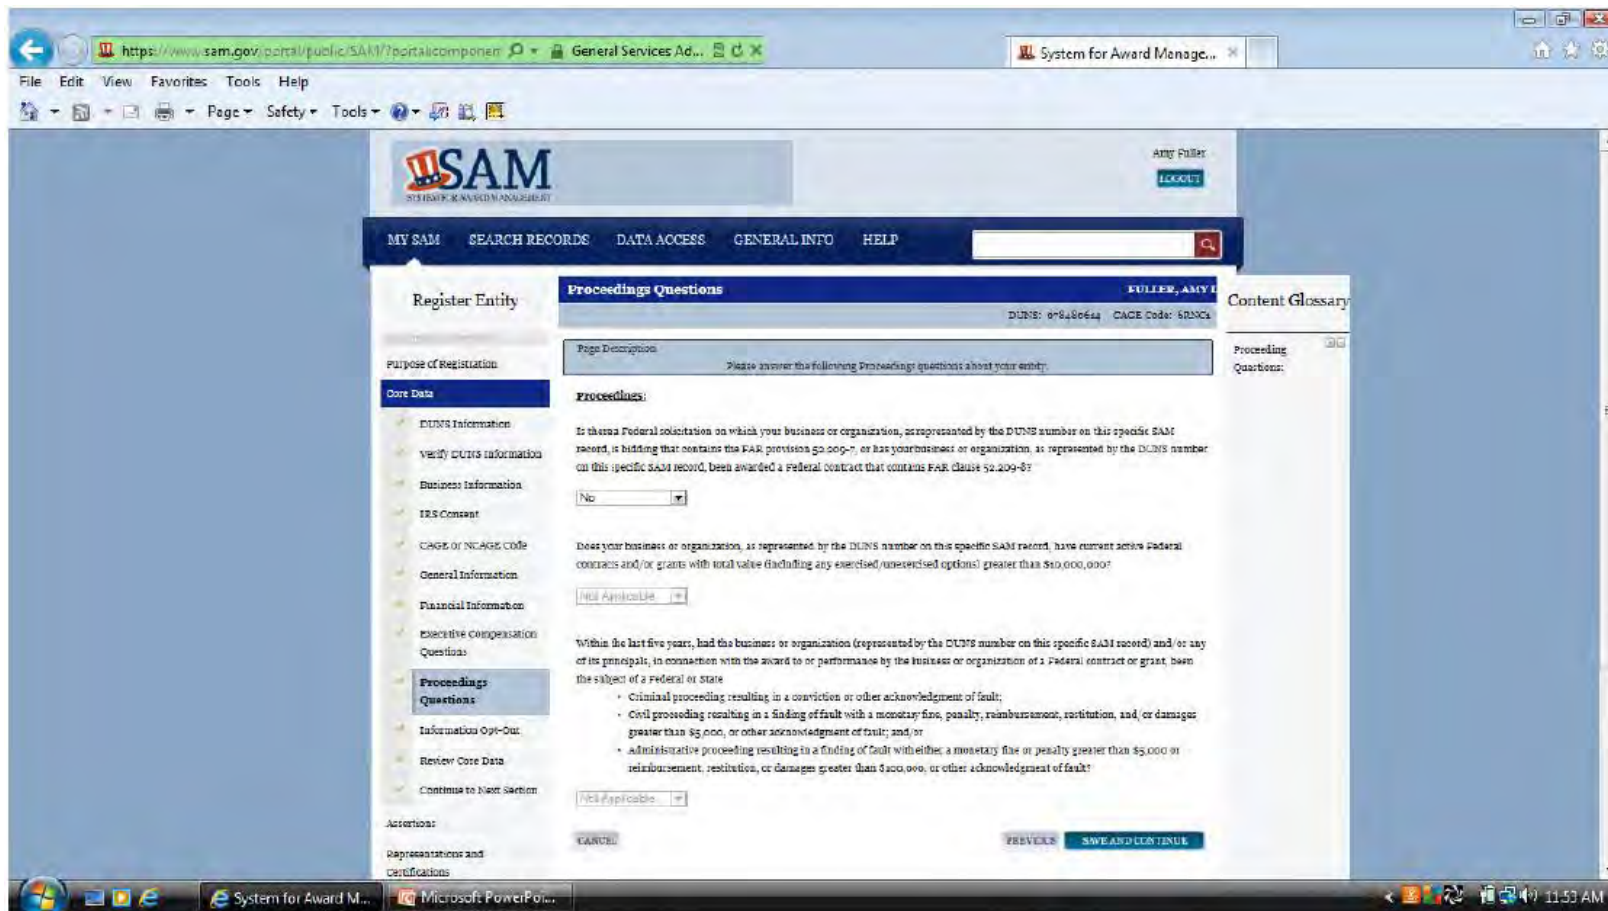 https://www.sam.gov/portal/public/SAM/?portal:componen
General Services Ad...
System for Award Manage...
File Edit View Favorites Tools Help
Page Safety Tools
SAM
SYSTEM FOR AWARD MANAGEMENT
Amy Fuller
LOGOUT
MY SAM SEARCH RECORDS DATA ACCESS GENERAL INFO HELP
Register Entity
Purpose of Registration
Core Data
DUNS Information
Verify DUNS Information
Business Information
IRS Consent
CAGE or NCAGE Code
General Information
Financial Information
Executive Compensation
Questions
Proceedings
Questions
Information Opt-Out
Review Core Data
Continue to Next Section
Assertions
Representations and
Certifications
Proceedings Questions FULLER, AMY L
DUNS: 078480614 CAGE Code:
Page Description
Please answer the following Proceedings questions about your entity.
Proceedings:
Is there a Federal solicitation on which your business or organization, as represented by the DUNS number on this specific SAM
record, is bidding that contains the FAR provision 52.209-7, or has your business or organization, as represented by the DUNS number
on this specific SAM record, been awarded a Federal contract that contains FAR clause 52.209-8?
No
Does your business or organization, as represented by the DUNS number on this specific SAM record, have current active Federal
contracts and/or grants with total value (including any exercised/unexercised options) greater than $10,000,000?
Not Applicable
Within the last five years, had the business or organization (represented by the DUNS number on this specific SAM record) and/or any
of its principals, in connection with the award to or performance by the business or organization of a Federal contract or grant, been
the subject of a Federal or State
• Criminal proceeding resulting in a conviction or other acknowledgment of fault;
• Civil proceeding resulting in a finding of fault with a monetary fine, penalty, reimbursement, restitution, and/or damages
greater than $5,000, or other acknowledgment of fault; and/or
• Administrative proceeding resulting in a finding of fault with either a monetary fine or penalty greater than $5,000 or
reimbursement, restitution, or damages greater than $100,000, or other acknowledgment of fault?
Not Applicable
CANCEL PREVIOUS SAVE AND CONTINUE
Content Glossary
Proceeding
Questions:
System for Award M... Microsoft PowerPoi... 11:53 AM